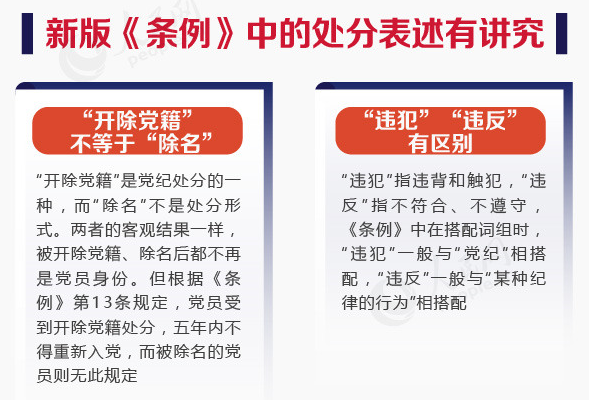 新版《条例》中的处分表述有讲究
“开除党籍”
不等于“除名”
“开除党籍”是党纪处分的一
种，而“除名”不是处分形
式。两者的客观结果一样，
被开除党籍、除名后都不再
是党员身份。但根据《条
例》第13条规定，党员受
到开除党籍处分，五年内不
得重新入党，而被除名的党
员则无此规定
“违犯”“违反”
有区别
“违犯”指违背和触犯，“违
反”指不符合、不遵守，
《条例》中在搭配词组时，
“违犯”一般与“党纪”相搭
配，“违反”一般与“某种纪
律的行为”相搭配